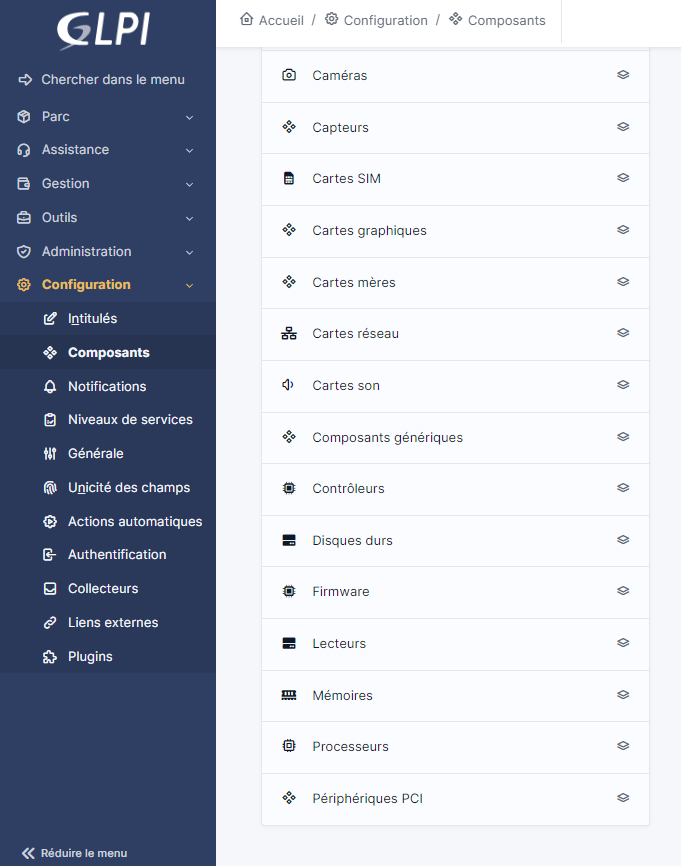 GLPI
Accueil / Configuration / Composants
Chercher dans le menu
Parc
Assistance
Gestion
Outils
Administration
Configuration
Intitulés
Composants
Notifications
Niveaux de services
Générale
Unicité des champs
Actions automatiques
Authentification
Collecteurs
Liens externes
Plugins
Réduire le menu
Caméras
Capteurs
Cartes SIM
Cartes graphiques
Cartes mères
Cartes réseau
Cartes son
Composants génériques
Contrôleurs
Disques durs
Firmware
Lecteurs
Mémoires
Processeurs
Périphériques PCI